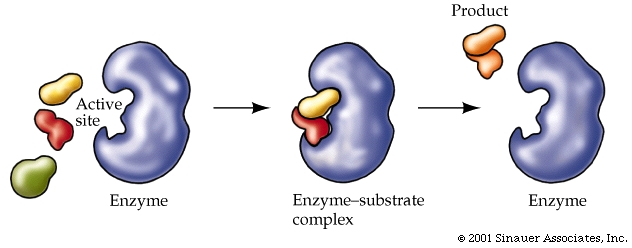 Product
Active
site
Enzyme
Enzyme–substrate
complex
Enzyme
© 2001 Sinauer Associates, Inc.